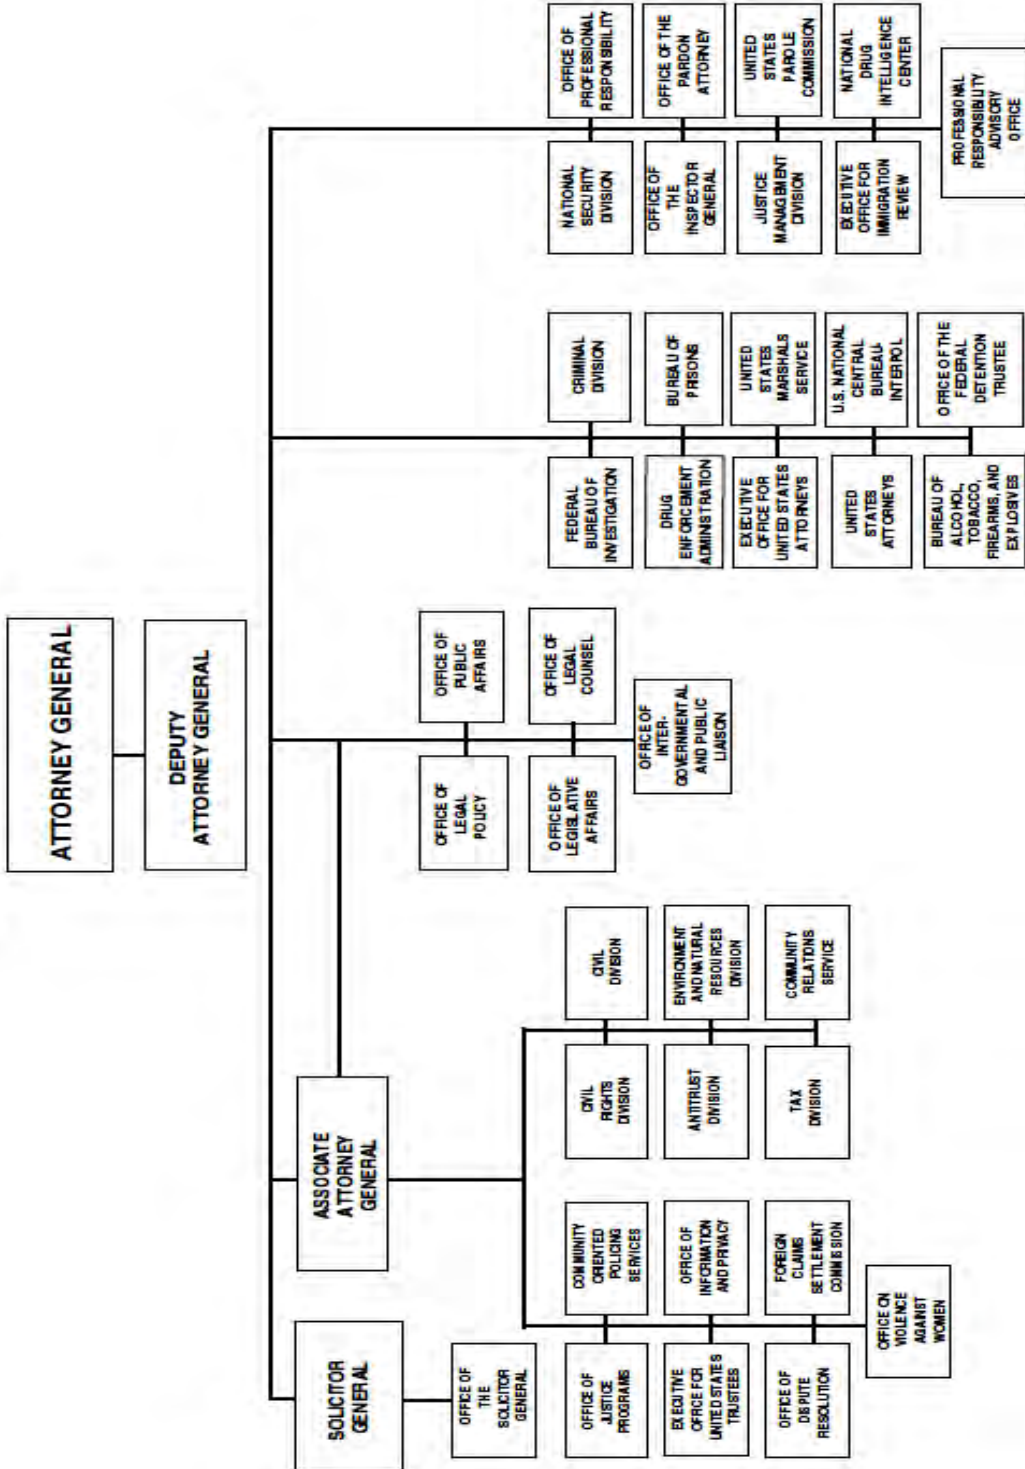 ATTORNEY GENERAL
DEPUTY
ATTORNEY GENERAL
SOLICITOR
GENERAL
OFFICE OF
THE
SOLICITOR
GENERAL
ASSOCIATE
ATTORNEY
GENERAL
OFFICE OF
JUSTICE
PROGRAMS
COMMUNITY
ORIENTED
POLICING
SERVICES
EXECUTIVE
OFFICE FOR
UNITED STATES
TRUSTEES
OFFICE OF
INFORMATION
AND PRIVACY
OFFICE OF
DISPUTE
RESOLUTION
FOREIGN
CLAIMS
SETTLEMENT
COMMISSION
OFFICE ON
VIOLENCE
AGAINST
WOMEN
CIVIL
RIGHTS
DIVISION
CIVIL
DIVISION
ANTITRUST
DIVISION
ENVIRONMENT
AND NATURAL
RESOURCES
DIVISION
TAX
DIVISION
COMMUNITY
RELATIONS
SERVICE
OFFICE OF
LEGAL
POLICY
OFFICE OF
PUBLIC
AFFAIRS
OFFICE OF
LEGISLATIVE
AFFAIRS
OFFICE OF
LEGAL
COUNSEL
OFFICE OF
INTER-
GOVERNMENTAL
AND PUBLIC
LIAISON
FEDERAL
BUREAU OF
INVESTIGATION
CRIMINAL
DIVISION
DRUG
ENFORCEMENT
ADMINISTRATION
BUREAU OF
PRISONS
EXECUTIVE
OFFICE FOR
UNITED STATES
ATTORNEYS
UNITED
STATES
MARSHALS
SERVICE
UNITED
STATES
ATTORNEYS
U.S. NATIONAL
CENTRAL
BUREAU-
INTERPOL
BUREAU OF
ALCOHOL,
TOBACCO,
FIREARMS, AND
EXPLOSIVES
OFFICE OF THE
FEDERAL
DETENTION
TRUSTEE
NATIONAL
SECURITY
DIVISION
OFFICE OF
PROFESSIONAL
RESPONSIBILITY
OFFICE OF
THE
INSPECTOR
GENERAL
OFFICE OF THE
PARDON
ATTORNEY
JUSTICE
MANAGEMENT
DIVISION
UNITED
STATES
PAROLE
COMMISSION
EXECUTIVE
OFFICE FOR
IMMIGRATION
REVIEW
NATIONAL
DRUG
INTELLIGENCE
CENTER
PROFESSIONAL
RESPONSIBILITY
ADVISORY
OFFICE